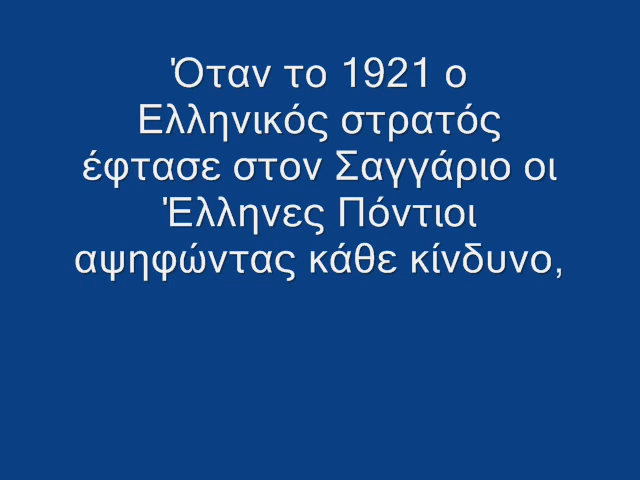 Όταν το 1921 ο
Ελληνικός στρατός
έφτασε στον Σαγγάριο οι
Έλληνες Πόντιοι
αψηφώντας κάθε κίνδυνο,